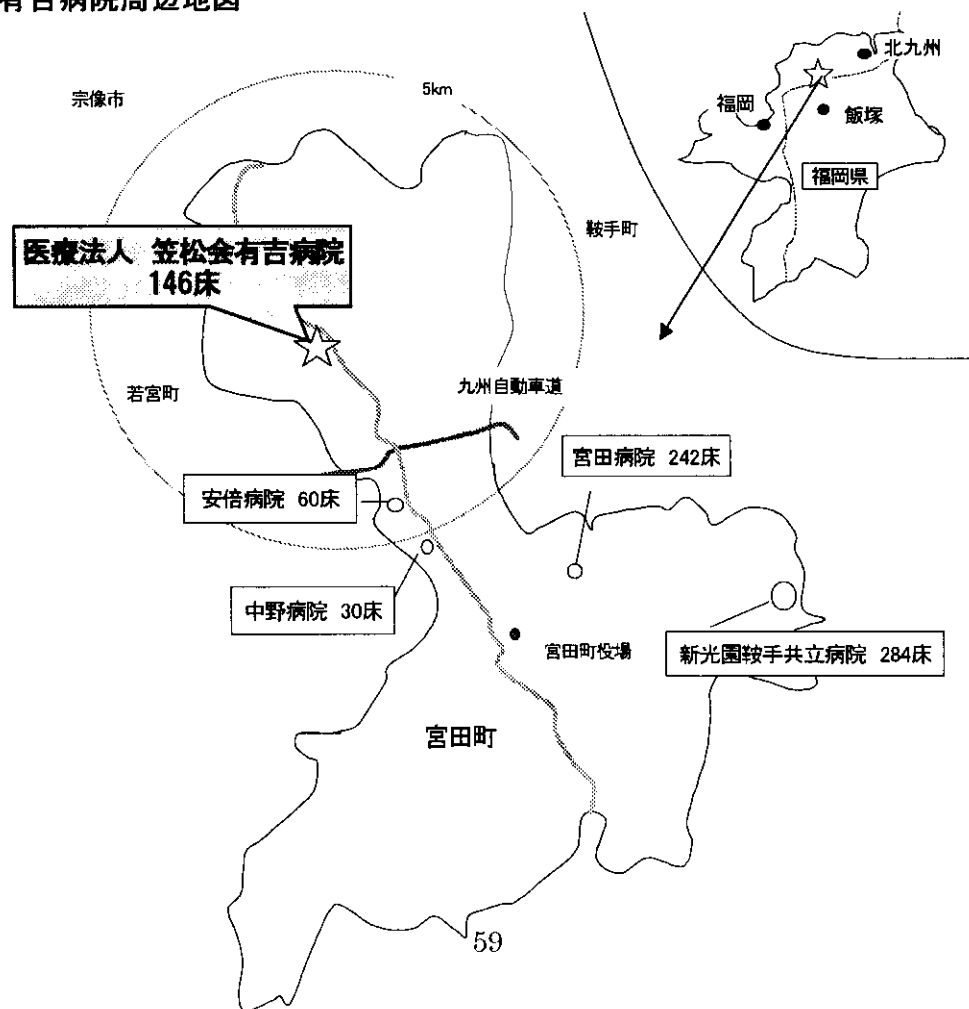 有吉病院周辺地図
宗像市
5km
北九州
福岡
飯塚
福岡県
鞍手町
医療法人 笠松会有吉病院
146床
若宮町
九州自動車道
宮田病院 242床
安倍病院 60床
中野病院 30床
宮田町役場
新光園鞍手共立病院 284床
宮田町
59